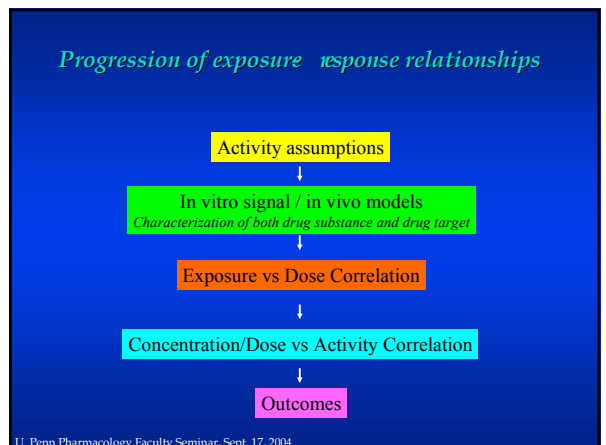 Progression of exposure response relationships
Activity assumptions
In vitro signal / in vivo models
Characterization of both drug substance and drug target
Exposure vs Dose Correlation
Concentration/Dose vs Activity Correlation
Outcomes
U. Penn Pharmacology Faculty Seminar, Sept. 17, 2004